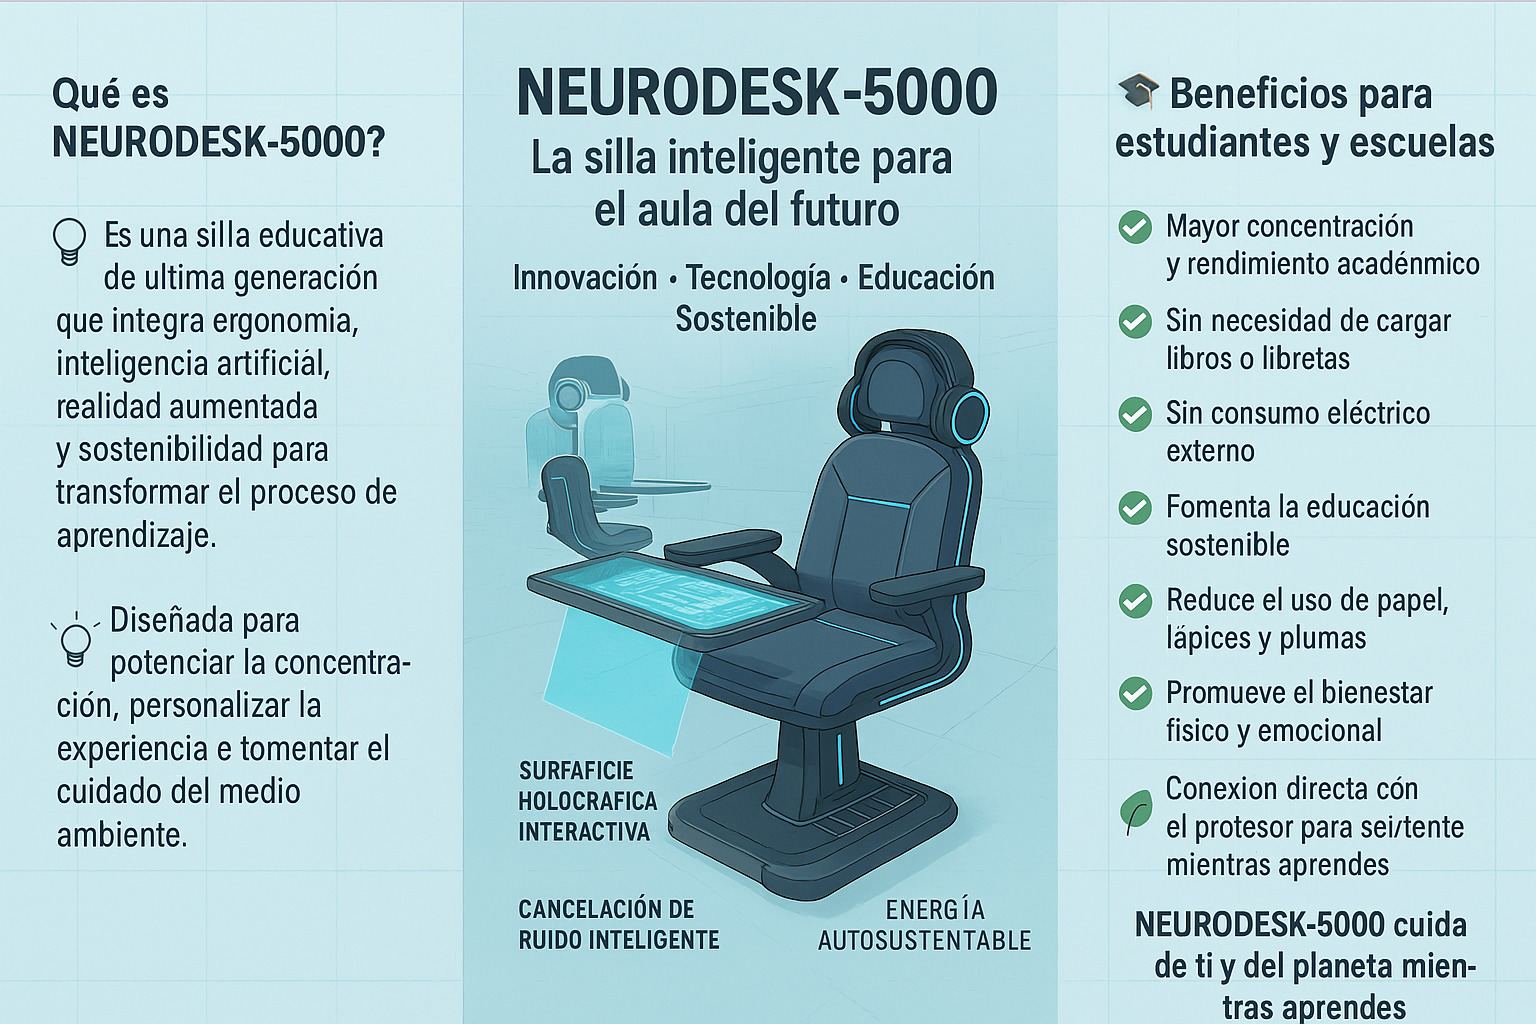 Qué es
NEURODESK-5000?
Es una silla educativa
de ultima generación
que integra ergonomia,
inteligencia artificiál,
realidad aumentada
y sostenibilidad para
transformar el proceso de
aprendizaje.
Diseñada para
potenciar la concentra-
ción, personalizar la
experiencia e tomentar el
cuidado del medio
ambiente.
NEURODESK-5000
La silla inteligente para
el aula del futuro
Innovación · Tecnología · Educación
Sostenible
SURFAFICIE
HOLOCRAFICA
INTERACTIVA
CANCELACIÓN DE
RUIDO INTELIGENTE
ENERGÍA
AUTOSUSTENTABLE
Beneficios para
estudiantes y escuelas
Mayor concentración
y rendimiento acadénmico
Sin necesidad de cargar
libros o libretas
Sin consumo eléctrico
externo
Fomenta la educación
sostenible
Reduce el uso de papel,
lápices y plumas
Promueve el bienestar
fisico y emocional
Conexion directa cón
el protesor para sei/tente
mientras aprendes
NEURODESK-5000 cuida
de ti y del planeta mien-
tras aprendes